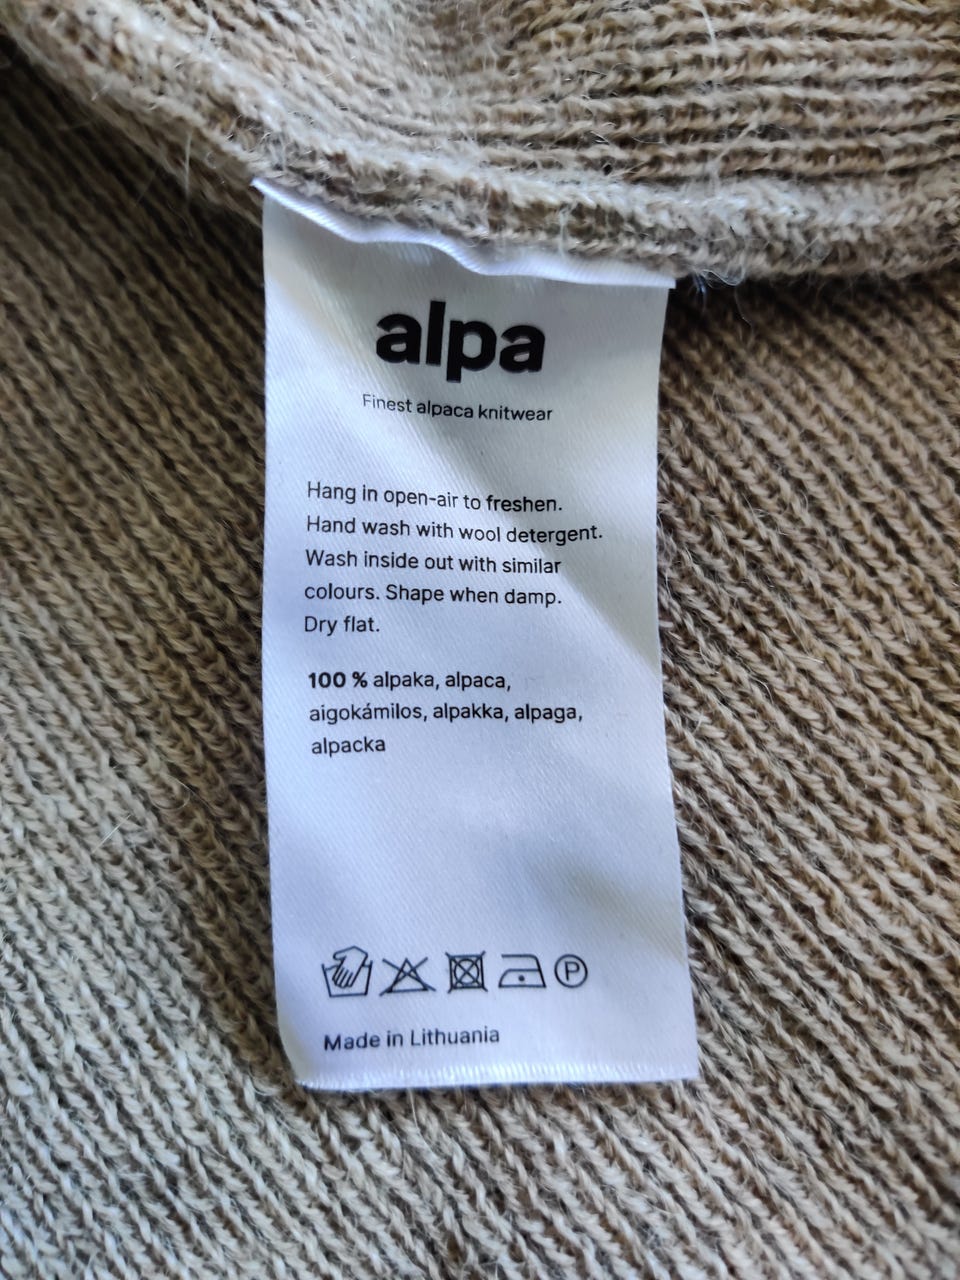 alpa
Finest alpaca knitwear
Hang in open-air to freshen.
Hand wash with wool detergent.
Wash inside out with similar
colours. Shape when damp.
Dry flat.
100 % alpaka, alpaca,
aigokámilos, alpakka, alpaga,
alpacka
P
Made in Lithuania